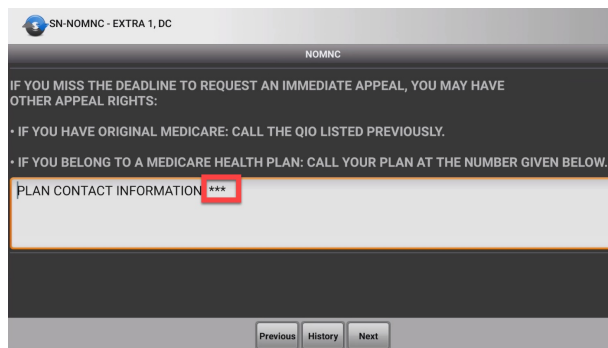 SN-NOMNC - EXTRA 1, DC
NOMNC
IF YOU MISS THE DEADLINE TO REQUEST AN IMMEDIATE APPEAL, YOU MAY HAVE
OTHER APPEAL RIGHTS:
• IF YOU HAVE ORIGINAL MEDICARE: CALL THE QIO LISTED PREVIOUSLY.
• IF YOU BELONG TO A MEDICARE HEALTH PLAN: CALL YOUR PLAN AT THE NUMBER GIVEN BELOW.
PLAN CONTACT INFORMATION ***
Previous History Next